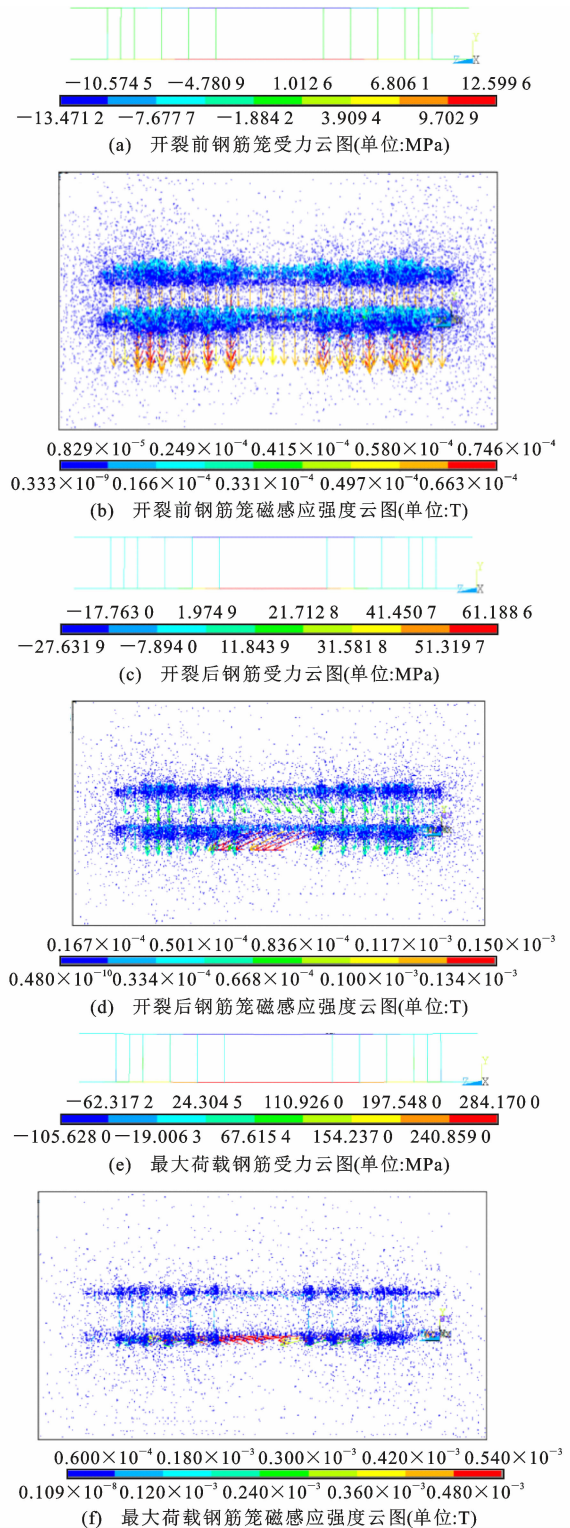 Y
Z X
−10.574 5 −4.780 9 1.012 6 6.806 1 12.599 6
−13.471 2 −7.677 7 −1.884 2 3.909 4 9.702 9
(a) 开裂前钢筋笼受力云图(单位:MPa)
0.829×10⁻⁵ 0.249×10⁻⁴ 0.415×10⁻⁴ 0.580×10⁻⁴ 0.746×10⁻⁴
0.333×10⁻⁹ 0.166×10⁻⁴ 0.331×10⁻⁴ 0.497×10⁻⁴ 0.663×10⁻⁴
(b) 开裂前钢筋笼磁感应强度云图(单位:T)
Y
Z X
−17.763 0 1.974 9 21.712 8 41.450 7 61.188 6
−27.631 9 −7.894 0 11.843 9 31.581 8 51.319 7
(c) 开裂后钢筋受力云图(单位:MPa)
0.167×10⁻⁴ 0.501×10⁻⁴ 0.836×10⁻⁴ 0.117×10⁻³ 0.150×10⁻³
0.480×10⁻¹⁰ 0.334×10⁻⁴ 0.668×10⁻⁴ 0.100×10⁻³ 0.134×10⁻³
(d) 开裂后钢筋笼磁感应强度云图(单位:T)
Y
Z X
−62.317 2 24.304 5 110.926 0 197.548 0 284.170 0
−105.628 0 −19.006 3 67.615 4 154.237 0 240.859 0
(e) 最大荷载钢筋受力云图(单位:MPa)
0.600×10⁻⁴ 0.180×10⁻³ 0.300×10⁻³ 0.420×10⁻³ 0.540×10⁻³
0.109×10⁻⁸ 0.120×10⁻³ 0.240×10⁻³ 0.360×10⁻³ 0.480×10⁻³
(f) 最大荷载钢筋笼磁感应强度云图(单位:T)